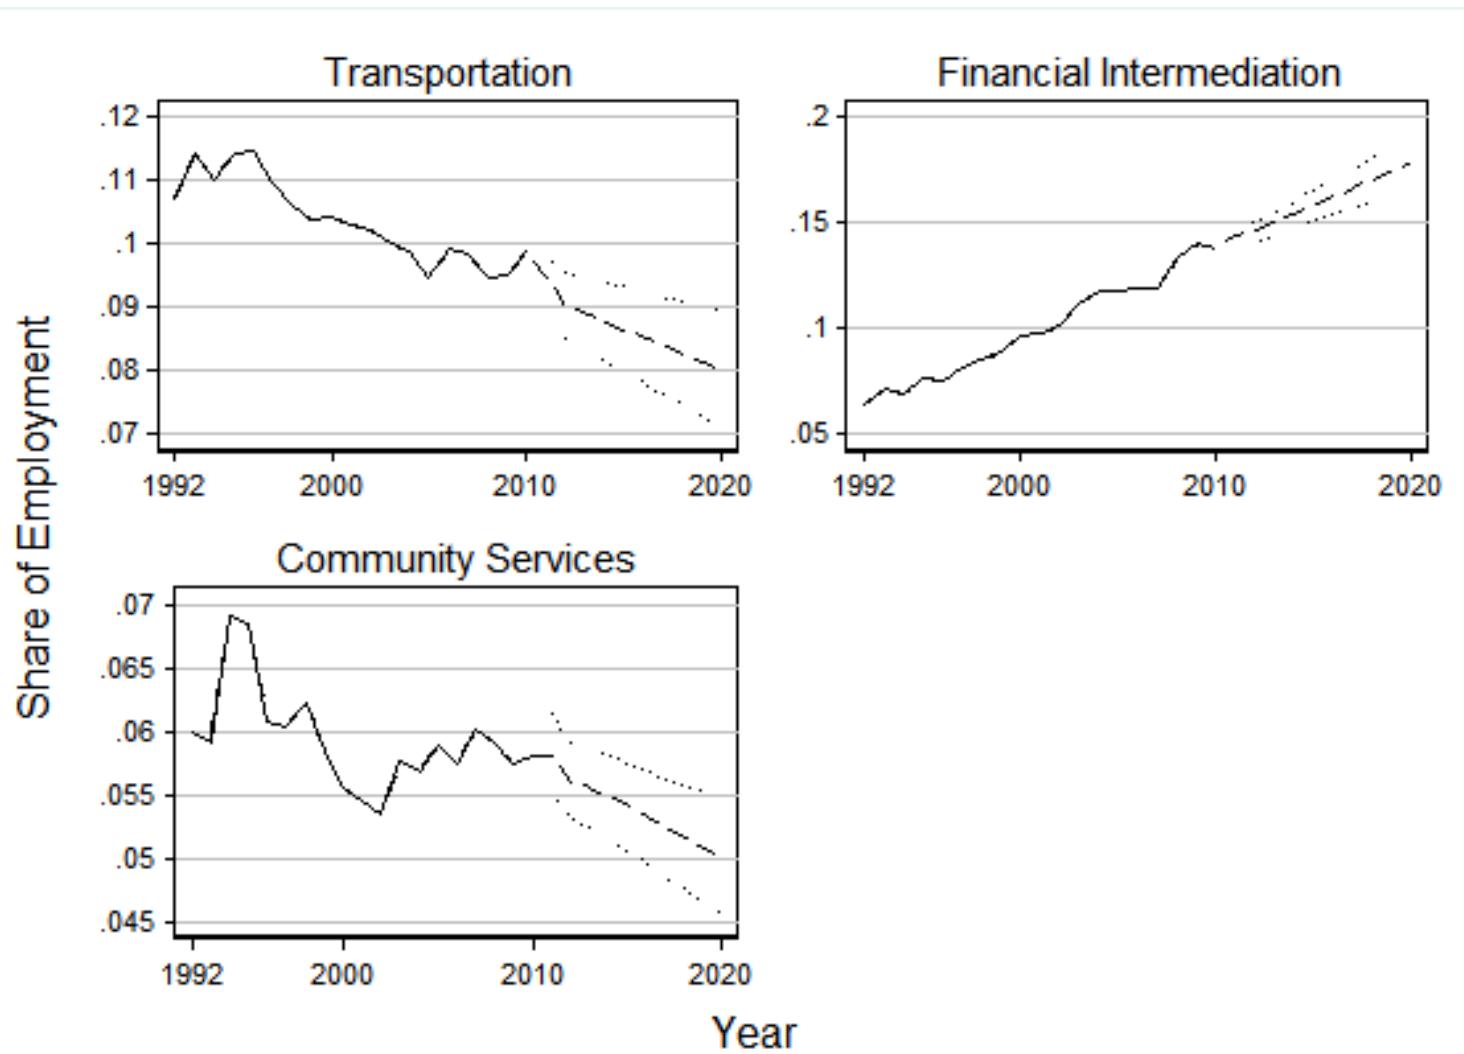 Transportation
.12
.11
.1
.09
.08
.07
1992 2000 2010 2020
Financial Intermediation
.2
.15
.1
.05
1992 2000 2010 2020
Community Services
.07
.065
.06
.055
.05
.045
1992 2000 2010 2020
Share of Employment
Year